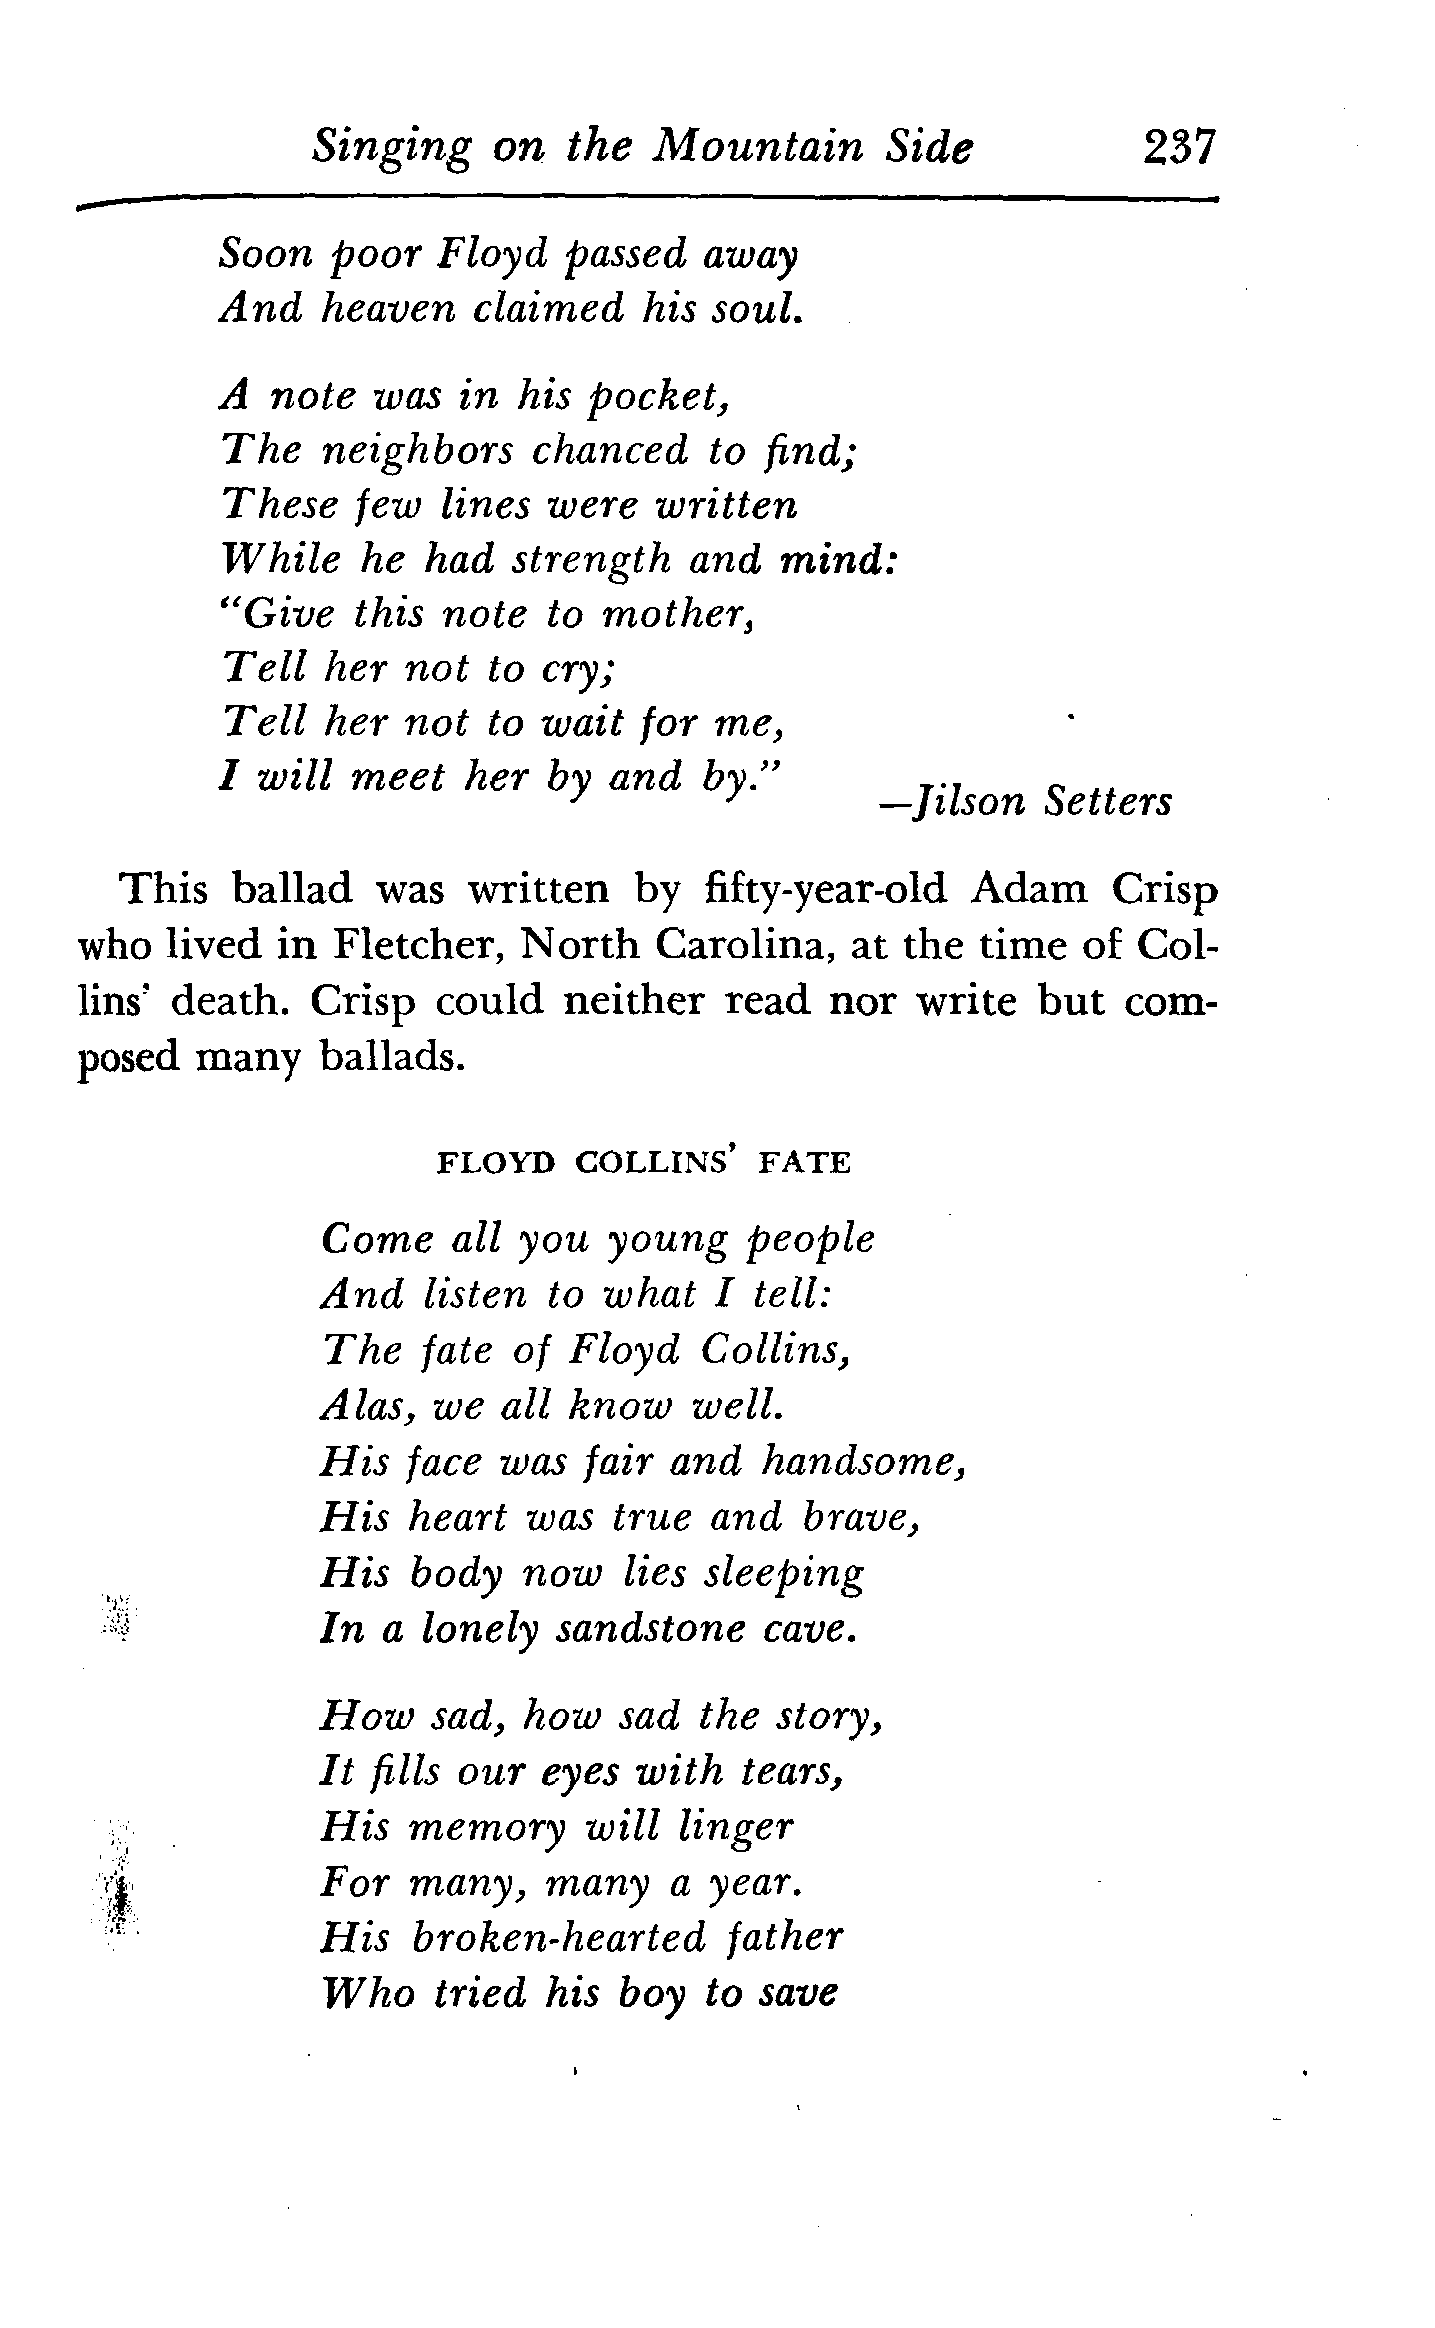 Singing on the Mountain Side 237
Soon poor Floyd passed away
And heaven claimed his soul.
A note was in his pocket,
The neighbors chanced to find;
These few lines were written
While he had strength and mind:
“Give this note to mother,
Tell her not to cry;
Tell her not to wait for me,
I will meet her by and by.”
—Jilson Setters
This ballad was written by fifty-year-old Adam Crisp
who lived in Fletcher, North Carolina, at the time of Col-
lins’ death. Crisp could neither read nor write but com-
posed many ballads.
FLOYD COLLINS’ FATE
Come all you young people
And listen to what I tell:
The fate of Floyd Collins,
Alas, we all know well.
His face was fair and handsome,
His heart was true and brave,
His body now lies sleeping
In a lonely sandstone cave.
How sad, how sad the story,
It fills our eyes with tears,
His memory will linger
For many, many a year.
His broken-hearted father
Who tried his boy to save